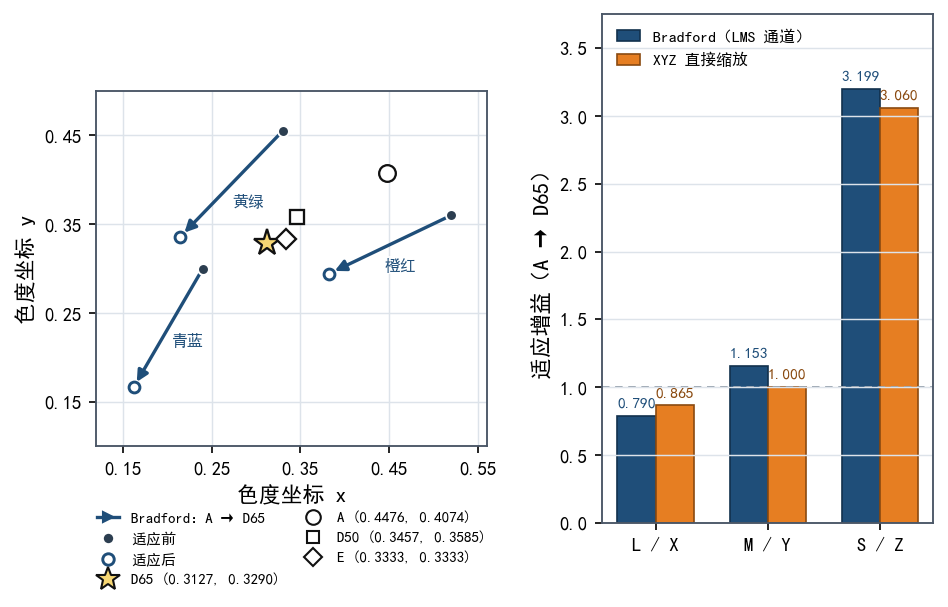 色度坐标 y
0.45
0.35
0.25
0.15
黄绿
橙红
青蓝
0.15 0.25 0.35 0.45 0.55
色度坐标 x
Bradford: A → D65
适应前
适应后
D65 (0.3127, 0.3290)
A (0.4476, 0.4074)
D50 (0.3457, 0.3585)
E (0.3333, 0.3333)
适应增益 (A → D65)
3.5
3.0
2.5
2.0
1.5
1.0
0.5
0.0
Bradford (LMS 通道)
XYZ 直接缩放
0.790 0.865
1.153 1.000
3.199 3.060
L / X M / Y S / Z